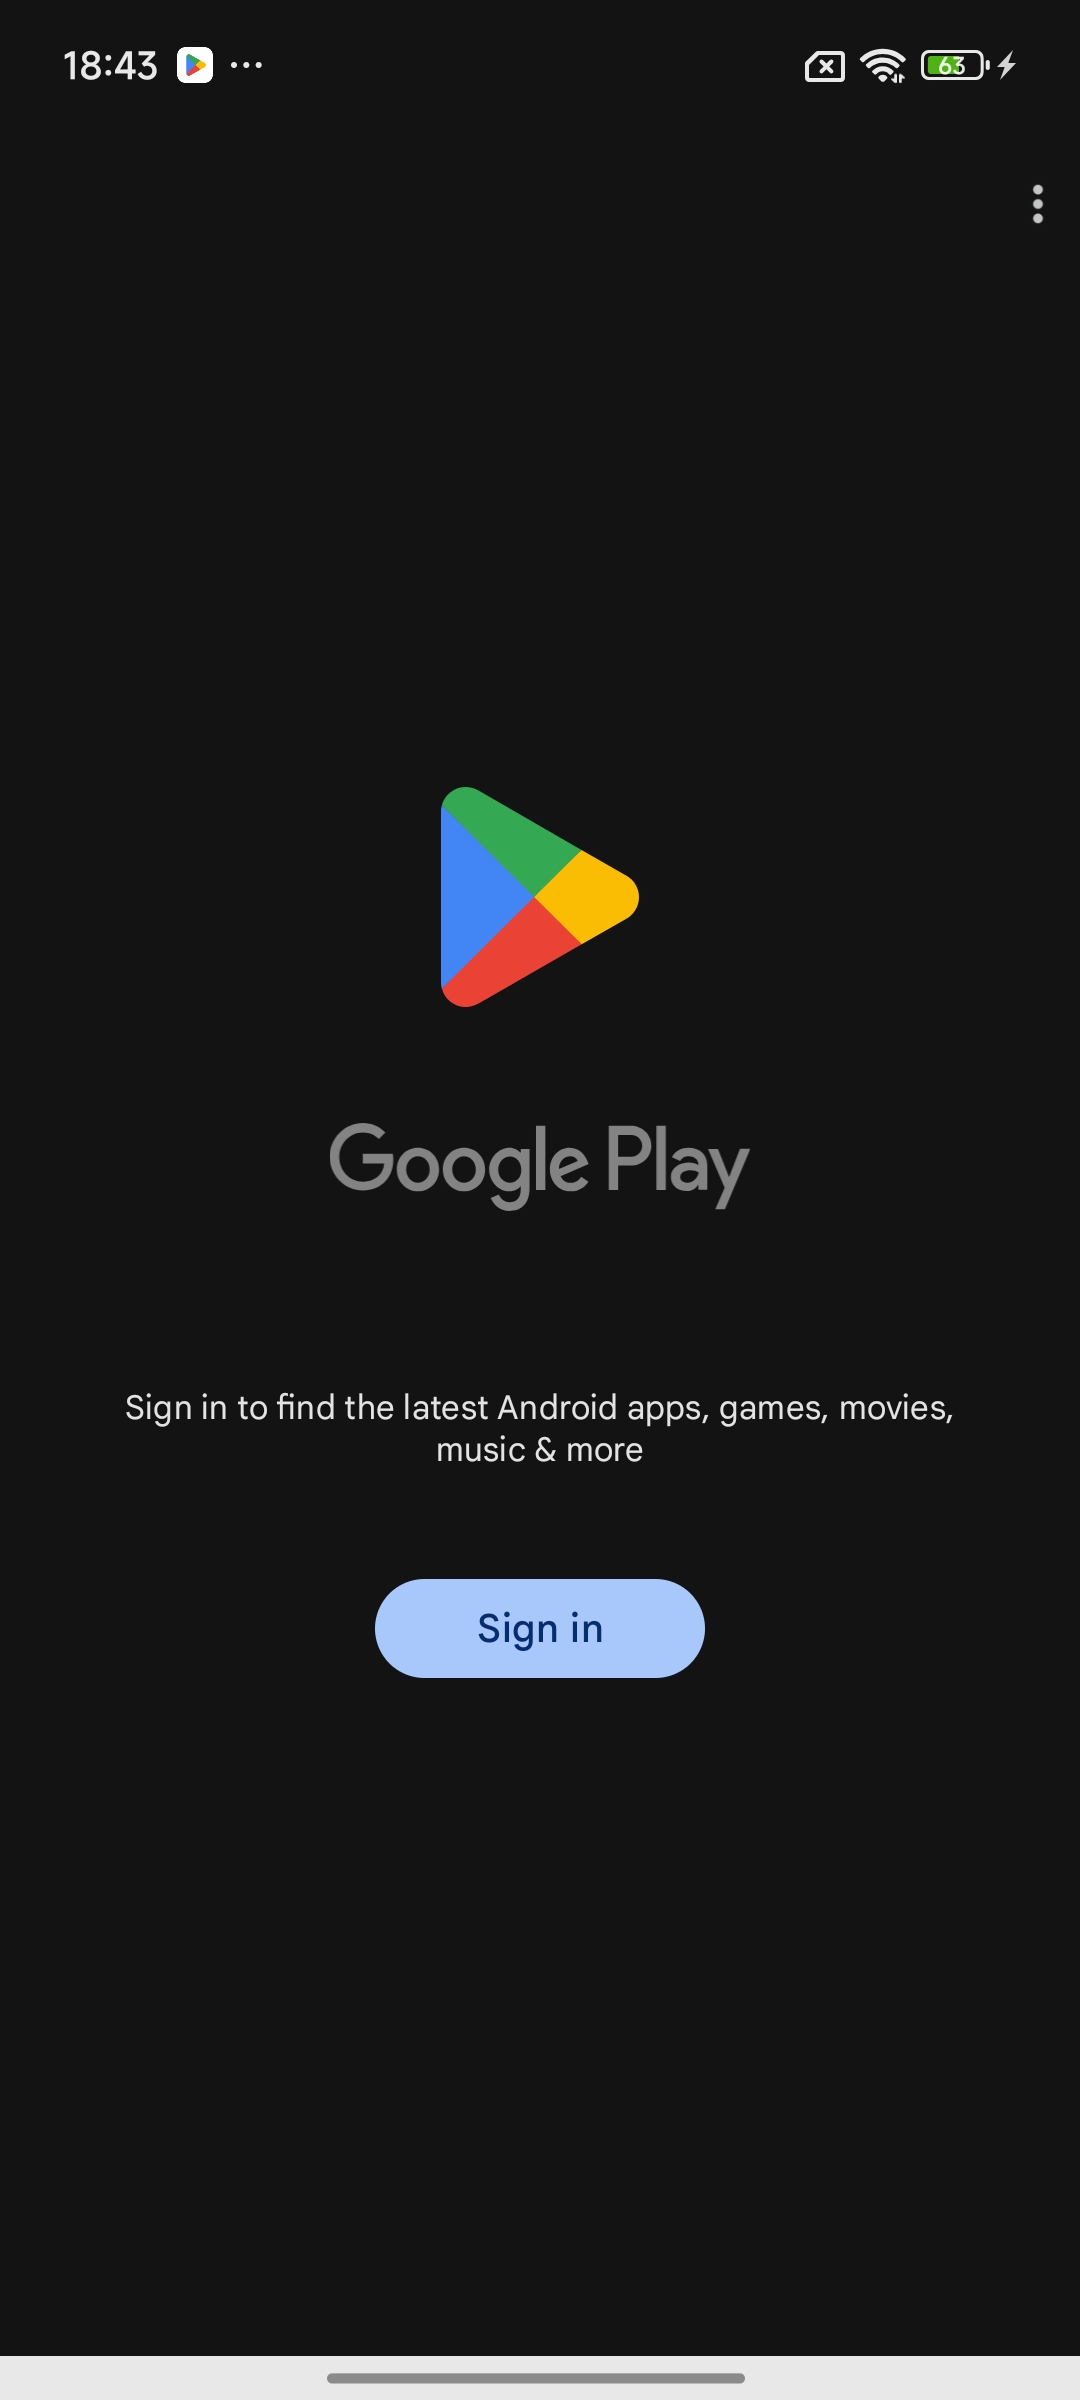 18:43
63
Google Play
Sign in to find the latest Android apps, games, movies,
music & more
Sign in